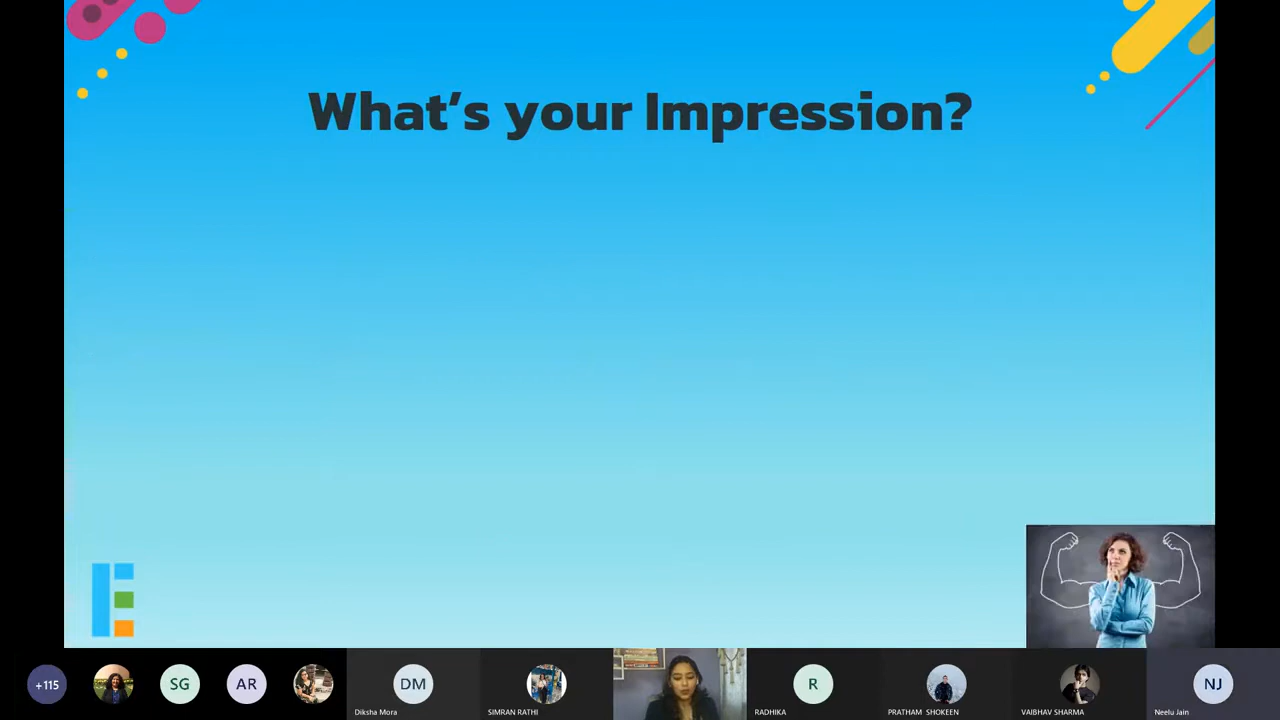 What's your Impression?
+115
SG
AR
DM
Diksha Mora
SIMRAN RATHI
R
RADHIKA
PRATHAM SHOKEEN
VAIBHAV SHARMA
NJ
Neelu Jain